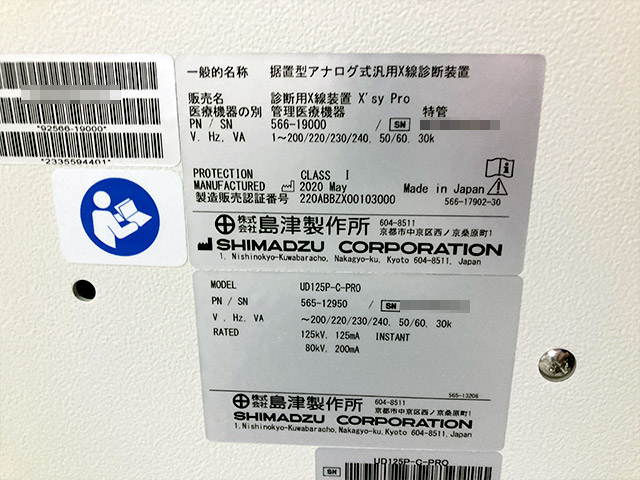 *92566-19000*
*2335594401*
一般的名称 据置型アナログ式汎用X線診断装置
販売名 診断用X線装置 X'sy Pro
医療機器の別 管理医療機器 特管
PN / SN 566-19000 / SN
V. Hz. VA 1～200/220/230/240. 50/60. 30k
PROTECTION CLASS I
MANUFACTURED 2020 May Made in Japan
製造販売認証番号 220ABBZX00103000 566-17902-30
株式会社 島津製作所 604-8511
京都市中京区西ノ京桑原町1
SHIMADZU CORPORATION
1, Nishinokyo-Kuwabaracho, Nakagyo-ku, Kyoto 604-8511, Japan
MODEL UD125P-C-PRO
PN / SN 565-12950 / SN
V . Hz. VA ～200/220/230/240. 50/60. 30k
RATED 125kV. 125mA INSTANT
80kV. 200mA
565-13206
株式会社 島津製作所 604-8511
京都市中京区西ノ京桑原町1
SHIMADZU CORPORATION
1, Nishinokyo-Kuwabaracho, Nakagyo-ku, Kyoto 604-8511, Japan
UD125P-C-PRO
SN